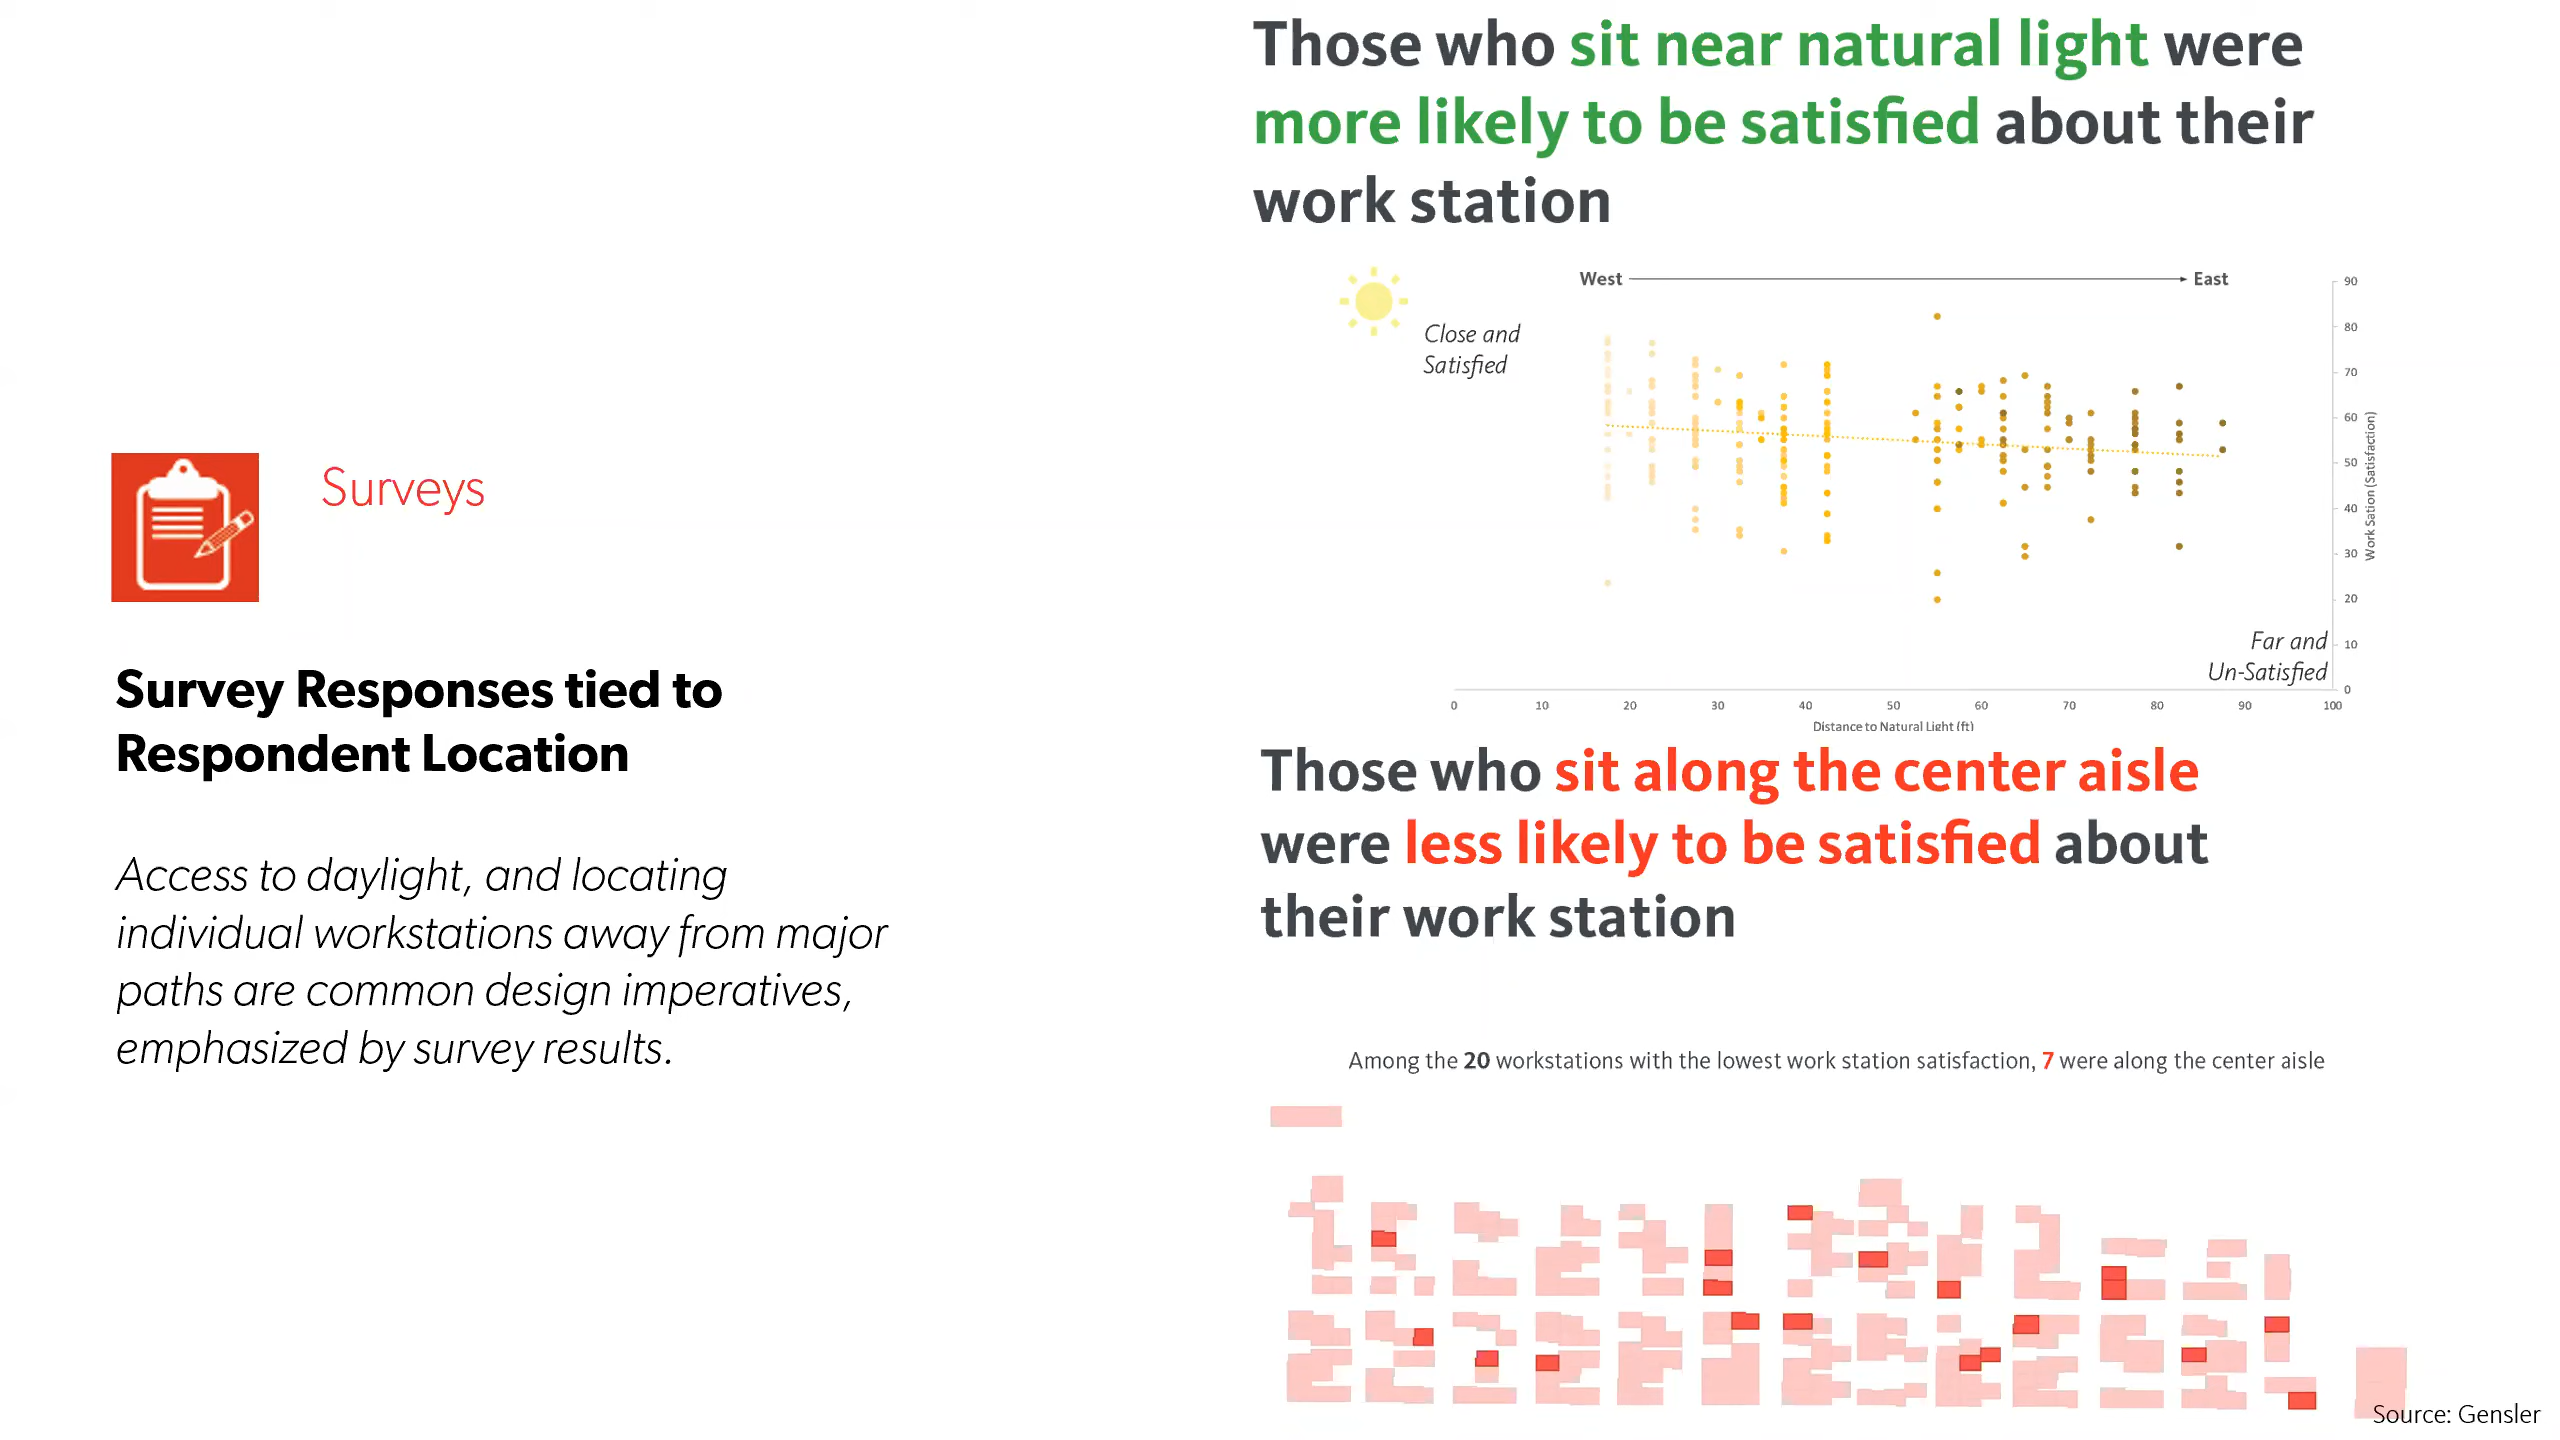 Surveys
Survey Responses tied to
Respondent Location
Access to daylight, and locating
individual workstations away from major
paths are common design imperatives,
emphasized by survey results.
Those who sit near natural light were
more likely to be satisfied about their
work station
West
East
Close and
Satisfied
90
80
70
60
50
40
30
20
10
0
Work Sation (Satisfaction)
Far and
Un-Satisfied
0 10 20 30 40 50 60 70 80 90 100
Distance to Natural Light (ft)
Those who sit along the center aisle
were less likely to be satisfied about
their work station
Among the 20 workstations with the lowest work station satisfaction, 7 were along the center aisle
Source: Gensler